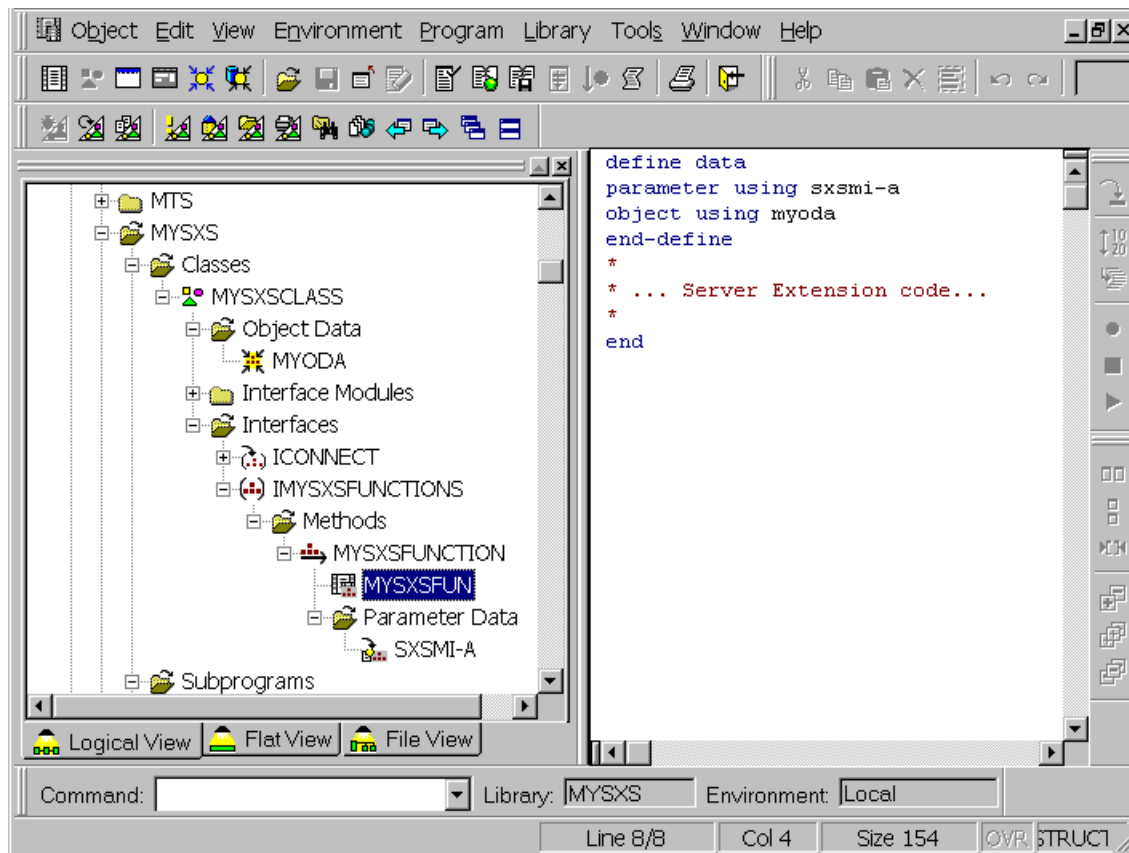 Object Edit View Environment Program Library Tools Window Help
MTS
MYSXS
Classes
MYSXSCLASS
Object Data
MYODA
Interface Modules
Interfaces
ICONNECT
IMYSXSFUNCTIONS
Methods
MYSXSFUNCTION
MYSXSFUN
Parameter Data
SXSMI-A
Subprograms
Logical View Flat View File View
define data
parameter using sxsmi-a
object using myoda
end-define
*
* ... Server Extension code...
*
end
10
20
Command: Library: MYSXS Environment: Local
Line 8/8 Col 4 Size 154 OVR STRUCT